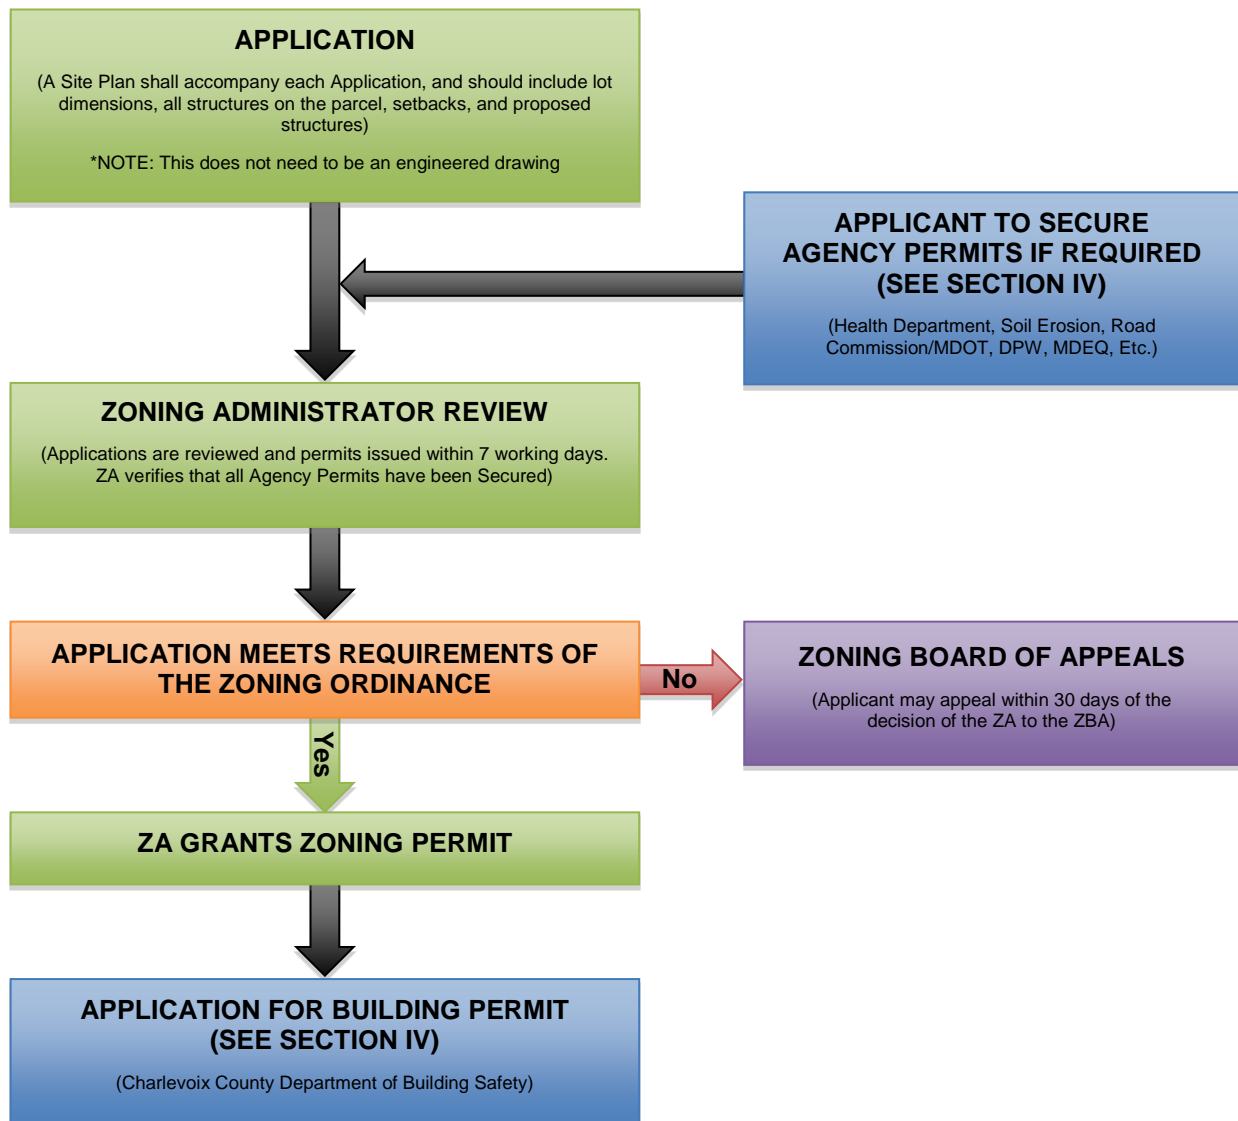 APPLICATION
(A Site Plan shall accompany each Application, and should include lot
dimensions, all structures on the parcel, setbacks, and proposed
structures)
*NOTE: This does not need to be an engineered drawing
APPLICANT TO SECURE
AGENCY PERMITS IF REQUIRED
(SEE SECTION IV)
(Health Department, Soil Erosion, Road
Commission/MDOT, DPW, MDEQ, Etc.)
ZONING ADMINISTRATOR REVIEW
(Applications are reviewed and permits issued within 7 working days.
ZA verifies that all Agency Permits have been Secured)
APPLICATION MEETS REQUIREMENTS OF
THE ZONING ORDINANCE
No
ZONING BOARD OF APPEALS
(Applicant may appeal within 30 days of the
decision of the ZA to the ZBA)
Yes
ZA GRANTS ZONING PERMIT
APPLICATION FOR BUILDING PERMIT
(SEE SECTION IV)
(Charlevoix County Department of Building Safety)